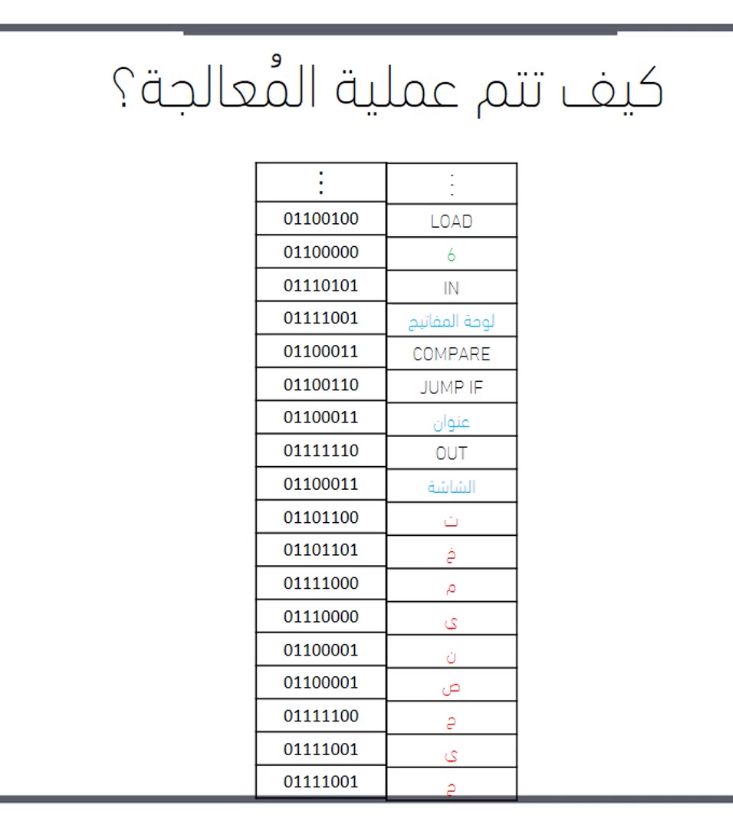 كيف تتم عملية المُعالجة؟
⋮ ⋮
01100100 LOAD
01100000 6
01110101 IN
01111001 لوحة المفاتيح
01100011 COMPARE
01100110 JUMP IF
01100011 عنوان
01111110 OUT
01100011 الشاشة
01101100 ت
01101101 خ
01111000 م
01110000 ى
01100001 ن
01100001 ص
01111100 ح
01111001 ى
01111001 ح